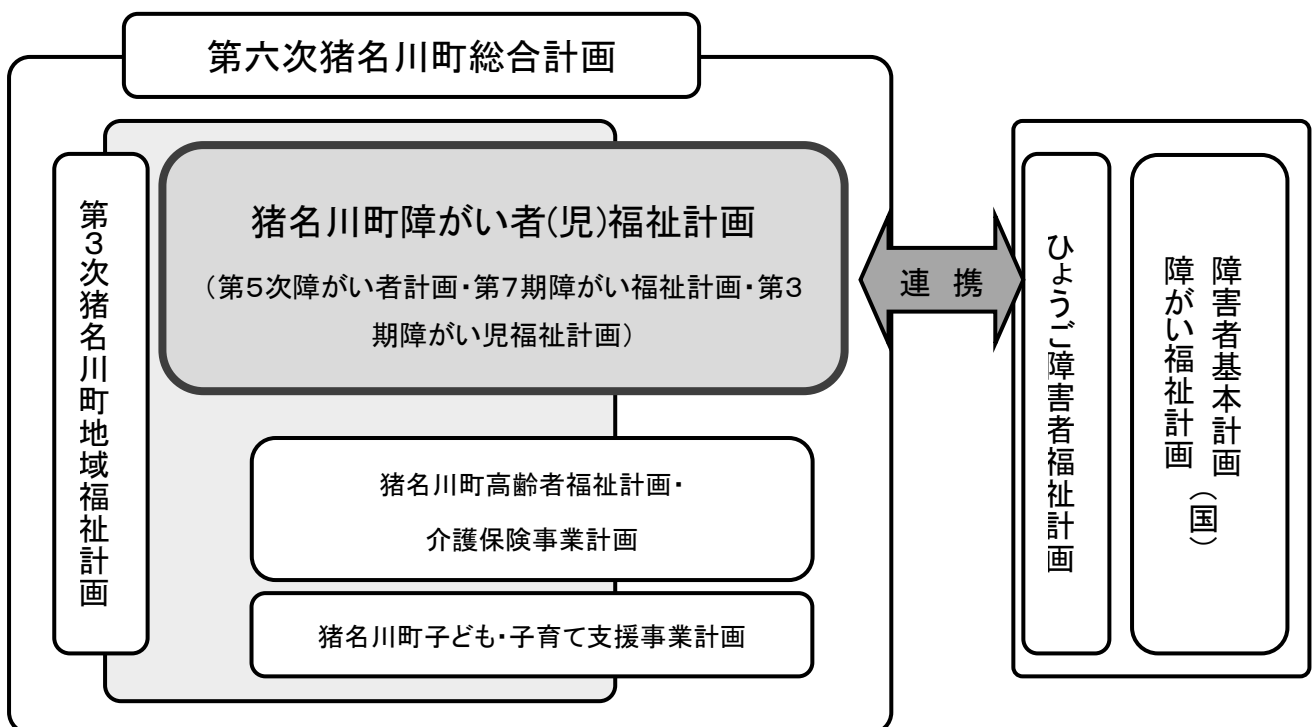 第六次猪名川町総合計画
第3次猪名川町地域福祉計画
猪名川町障がい者(児)福祉計画
（第5次障がい者計画・第7期障がい福祉計画・第3
期障がい児福祉計画）
猪名川町高齢者福祉計画・
介護保険事業計画
猪名川町子ども・子育て支援事業計画
連 携
ひょうご障害者福祉計画
障害者基本計画
障がい福祉計画
（国）